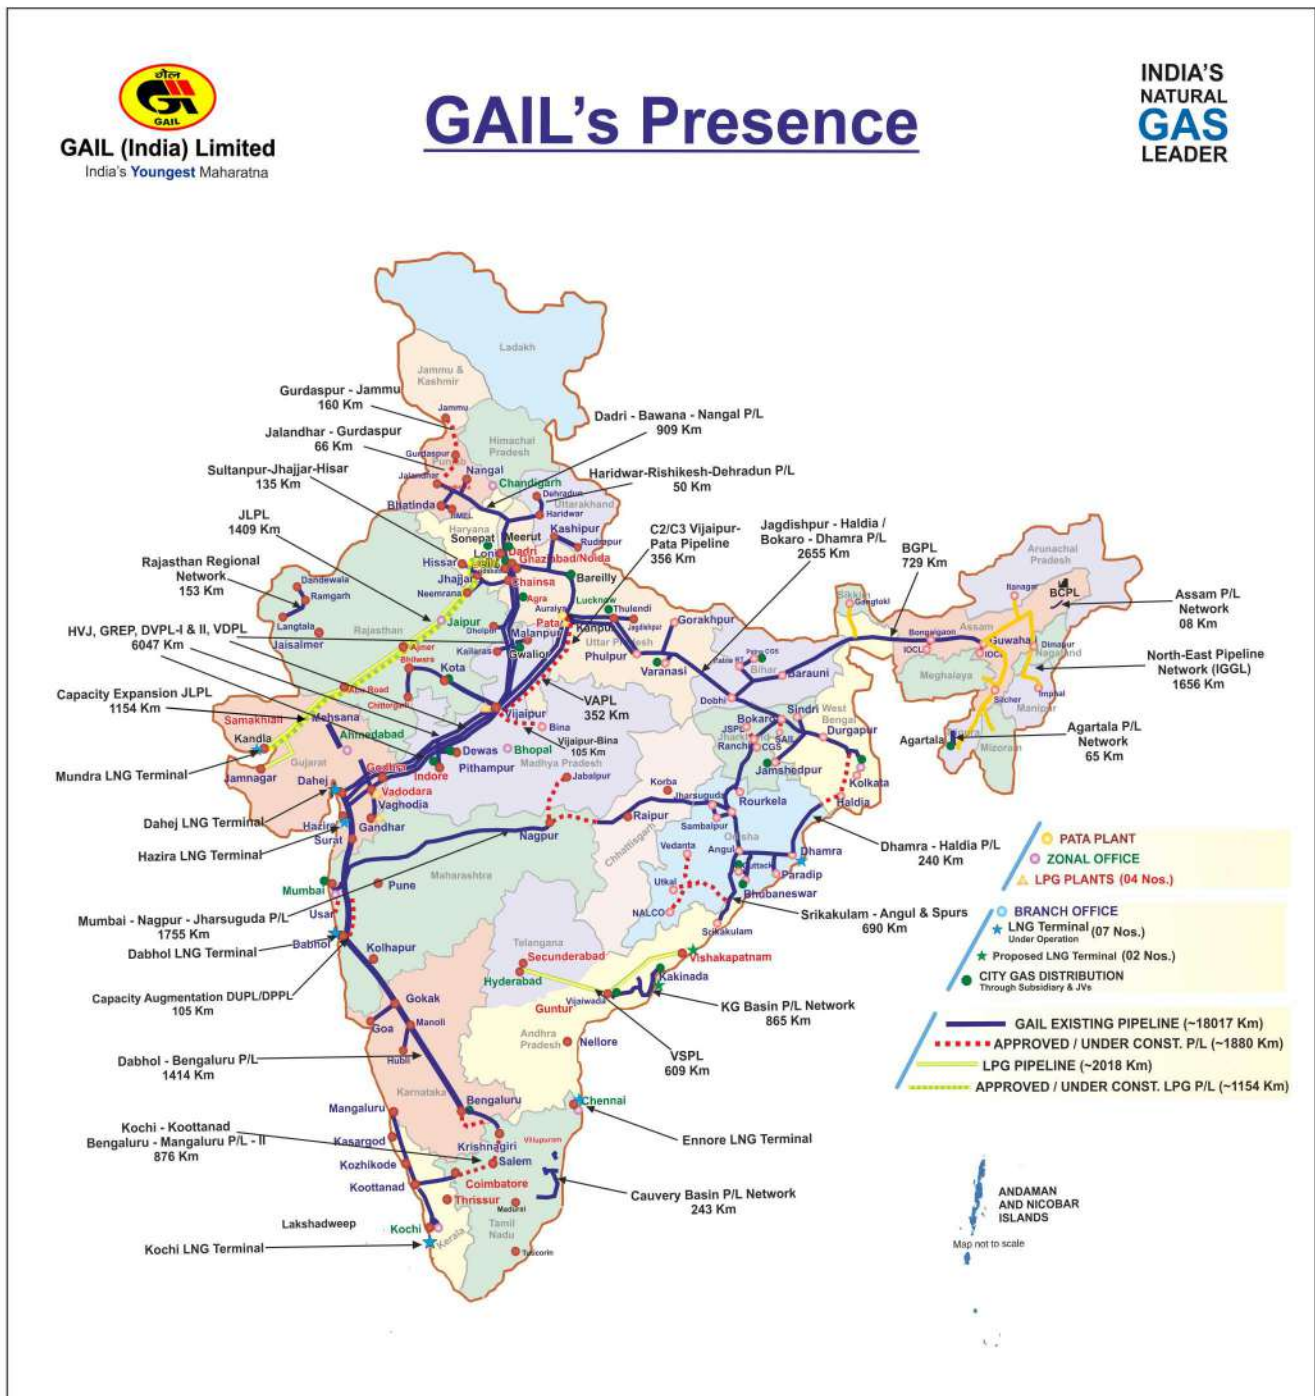 गेल
GAIL
GAIL (India) Limited
India's Youngest Maharatna
GAIL's Presence
INDIA'S
NATURAL
GAS
LEADER
Ladakh
Jammu &
Kashmir
Gurdaspur - Jammu
160 Km
Jammu
Dadri - Bawana - Nangal P/L
909 Km
Jalandhar - Gurdaspur
66 Km
Himachal
Pradesh
Gurdaspur
Punjab
Sultanpur-Jhajjar-Hisar
135 Km
Jalandhar
Nangal
Chandigarh
Haridwar-Rishikesh-Dehradun P/L
50 Km
Dehradun
Uttarakhand
Bhatinda
HMEL
Haridwar
JLPL
1409 Km
Haryana
Sonepat
Meerut
Kashipur
Rudrapur
C2/C3 Vijaipur-
Pata Pipeline
356 Km
Jagdishpur - Haldia /
Bokaro - Dhamra P/L
2655 Km
BGPL
729 Km
Arunachal
Pradesh
Loni
Dadri
Ghaziabad/Noida
Hissar
Rajasthan Regional
Network
153 Km
Dandewala
Ramgarh
Jhajjar
Chainsa
Bareilly
Neemrana
Agra
Lucknow
Auraiya
Thulendi
Sikkim
Gangtok
Itanagar
BCPL
Assam P/L
Network
08 Km
HVJ, GREP, DVPL-I & II, VDPL
6047 Km
Langtala
Jaisalmer
Rajasthan
Jaipur
Dholpur
Malanpur
Pata
Kanpur
Jagdishpur
Gorakhpur
Bongaigaon
Assam
Guwahati
Dimapur
Nagaland
Ajmer
Bhilwara
Kailaras
Gwalior
Uttar Pradesh
Phulpur
Varanasi
Patna
CGS
Bihar
Barauni
IOCL
IOCL
Meghalaya
North-East Pipeline
Network (IGGL)
1656 Km
Capacity Expansion JLPL
1154 Km
Abu Road
Kota
Chittorgarh
Dobhi
Silcher
Imphal
Manipur
Samakhiali
Mehsana
Vijaipur
VAPL
352 Km
Bina
Sindri
West
Bengal
Tripura
Agartala
Mizoram
Agartala P/L
Network
65 Km
Kandla
Ahmedabad
Vijaipur-Bina
105 Km
Bokaro
JSPL
Jharkhand
SAIL
Durgapur
Ranchi
CGS
Mundra LNG Terminal
Jamnagar
Gujarat
Godhra
Dewas
Indore
Pithampur
Bhopal
Madhya Pradesh
Jabalpur
Korba
Jamshedpur
Kolkata
Dahej
Vadodara
Vaghodia
Jharsuguda
Rourkela
Haldia
Dahej LNG Terminal
Hazira
Gandhar
Surat
Nagpur
Raipur
Sambalpur
Odisha
Chhattisgarh
Hazira LNG Terminal
Vedanta
Angul
Dhamra
Dhamra - Haldia P/L
240 Km
PATA PLANT
ZONAL OFFICE
LPG PLANTS (04 Nos.)
Mumbai
Pune
Maharashtra
Utkal
Cuttack
Paradip
Bhubaneswar
Mumbai - Nagpur - Jharsuguda P/L
1755 Km
Usar
NALCO
Srikakulam - Angul & Spurs
690 Km
BRANCH OFFICE
LNG Terminal (07 Nos.)
Under Operation
Proposed LNG Terminal (02 Nos.)
CITY GAS DISTRIBUTION
Through Subsidiary & JVs
Dabhol LNG Terminal
Dabhol
Kolhapur
Telangana
Secunderabad
Hyderabad
Srikakulam
Vishakapatnam
Kakinada
Capacity Augmentation DUPL/DPPL
105 Km
Gokak
Vijaiwada
Guntur
KG Basin P/L Network
865 Km
Goa
Manoli
Hubli
Andhra
Pradesh
Nellore
VSPL
609 Km
GAIL EXISTING PIPELINE (~18017 Km)
APPROVED / UNDER CONST. P/L (~1880 Km)
LPG PIPELINE (~2018 Km)
APPROVED / UNDER CONST. LPG P/L (~1154 Km)
Dabhol - Bengaluru P/L
1414 Km
Karnataka
Mangaluru
Bengaluru
Chennai
Kochi - Koottanad
Bengaluru - Mangaluru P/L - II
876 Km
Kasargod
Krishnagiri
Villupuram
Ennore LNG Terminal
Kozhikode
Salem
Koottanad
Coimbatore
Thrissur
Madurai
Cauvery Basin P/L Network
243 Km
ANDAMAN
AND NICOBAR
ISLANDS
Map not to scale
Lakshadweep
Kochi
Kerala
Tamil
Nadu
Kochi LNG Terminal
Tuticorin